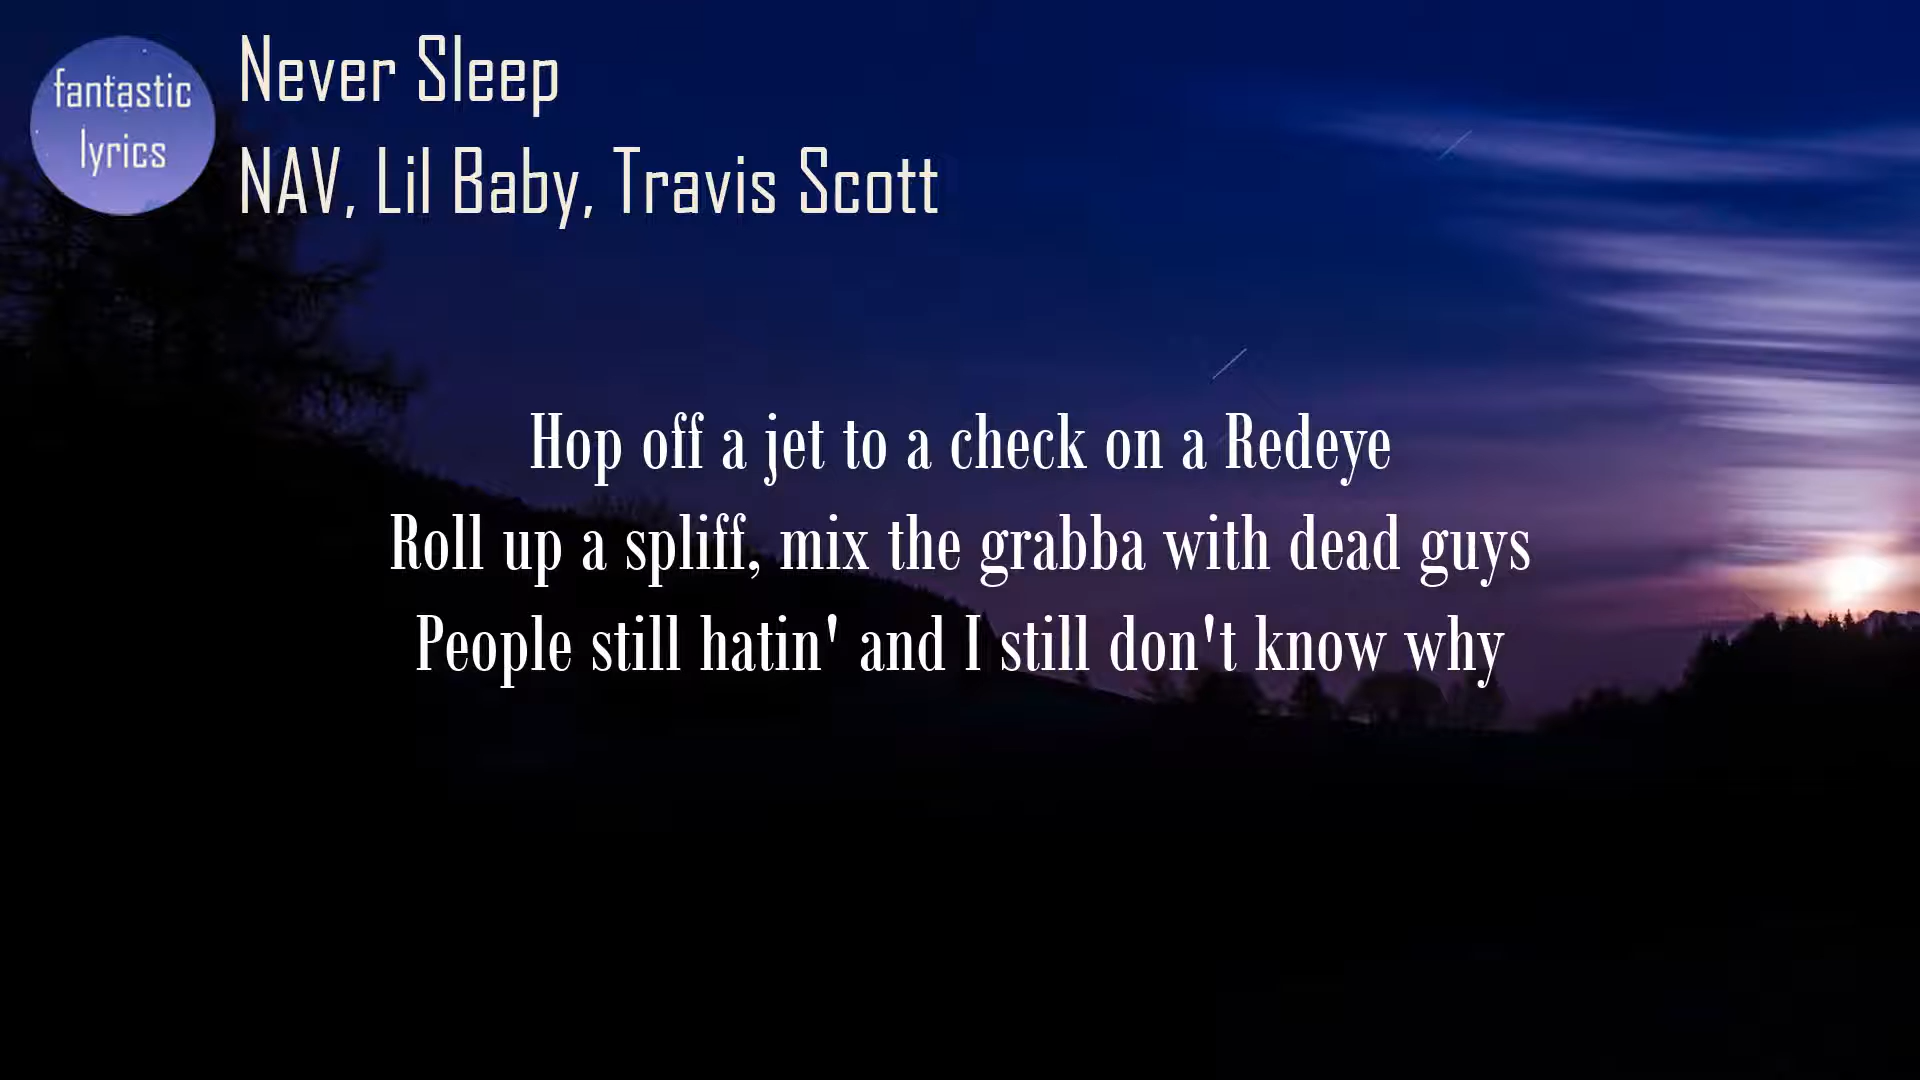 fantastic
lyrics
Never Sleep
NAV, Lil Baby, Travis Scott
Hop off a jet to a check on a Redeye
Roll up a spliff, mix the grabba with dead guys
People still hatin' and I still don't know why